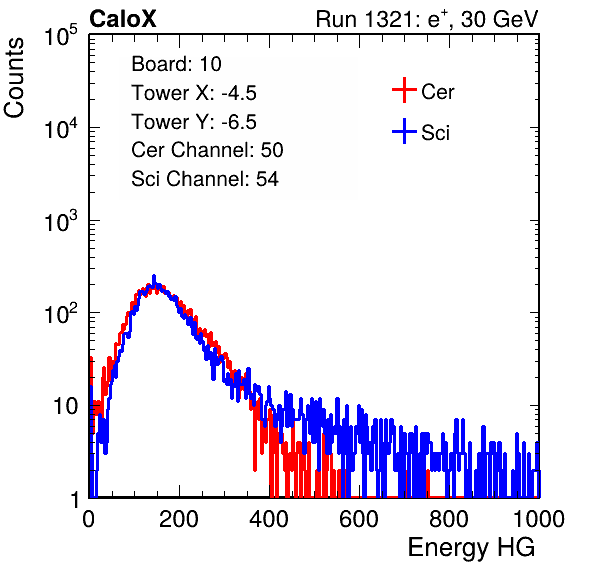 CaloX Run 1321: e⁺, 30 GeV
Counts
10⁵
10⁴
10³
10²
10
1
Board: 10
Tower X: -4.5
Tower Y: -6.5
Cer Channel: 50
Sci Channel: 54
Cer
Sci
0 200 400 600 800 1000
Energy HG